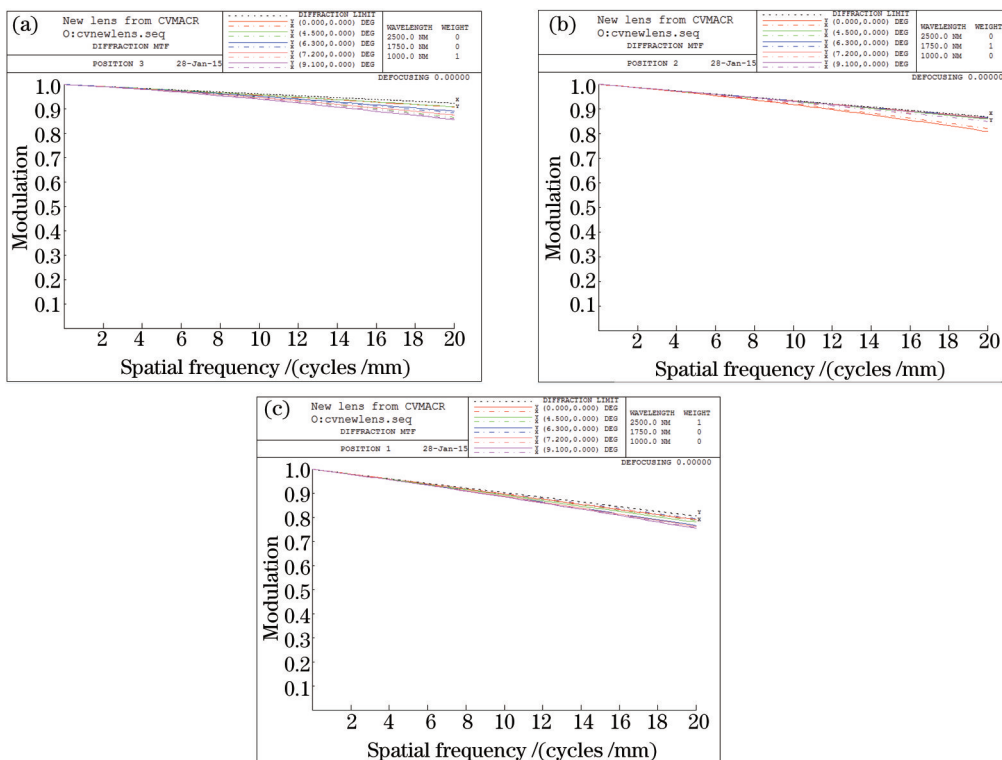 (a)
New lens from CVMACR
O:cvnewlens.seq
DIFFRACTION MTF
POSITION 3 28-Jan-15
DIFFRACTION LIMIT
(0.000,0.000) DEG
(4.500,0.000) DEG
(6.300,0.000) DEG
(7.200,0.000) DEG
(9.100,0.000) DEG
WAVELENGTH WEIGHT
2500.0 NM 0
1750.0 NM 0
1000.0 NM 1
DEFOCUSING 0.00000
1.0
0.9
0.8
0.7
0.6
0.5
0.4
0.3
0.2
0.1
Modulation
X
Y
2 4 6 8 10 12 14 16 18 20
Spatial frequency /(cycles /mm)
(b)
New lens from CVMACR
O:cvnewlens.seq
DIFFRACTION MTF
POSITION 2 28-Jan-15
DIFFRACTION LIMIT
(0.000,0.000) DEG
(4.500,0.000) DEG
(6.300,0.000) DEG
(7.200,0.000) DEG
(9.100,0.000) DEG
WAVELENGTH WEIGHT
2500.0 NM 0
1750.0 NM 1
1000.0 NM 0
DEFOCUSING 0.00000
1.0
0.9
0.8
0.7
0.6
0.5
0.4
0.3
0.2
0.1
Modulation
2 4 6 8 10 12 14 16 18 20
Spatial frequency /(cycles /mm)
(c)
New lens from CVMACR
O:cvnewlens.seq
DIFFRACTION MTF
POSITION 1 28-Jan-15
DIFFRACTION LIMIT
(0.000,0.000) DEG
(4.500,0.000) DEG
(6.300,0.000) DEG
(7.200,0.000) DEG
(9.100,0.000) DEG
WAVELENGTH WEIGHT
2500.0 NM 1
1750.0 NM 0
1000.0 NM 0
DEFOCUSING 0.00000
1.0
0.9
0.8
0.7
0.6
0.5
0.4
0.3
0.2
0.1
Modulation
2 4 6 8 10 12 14 16 18 20
Spatial frequency /(cycles /mm)